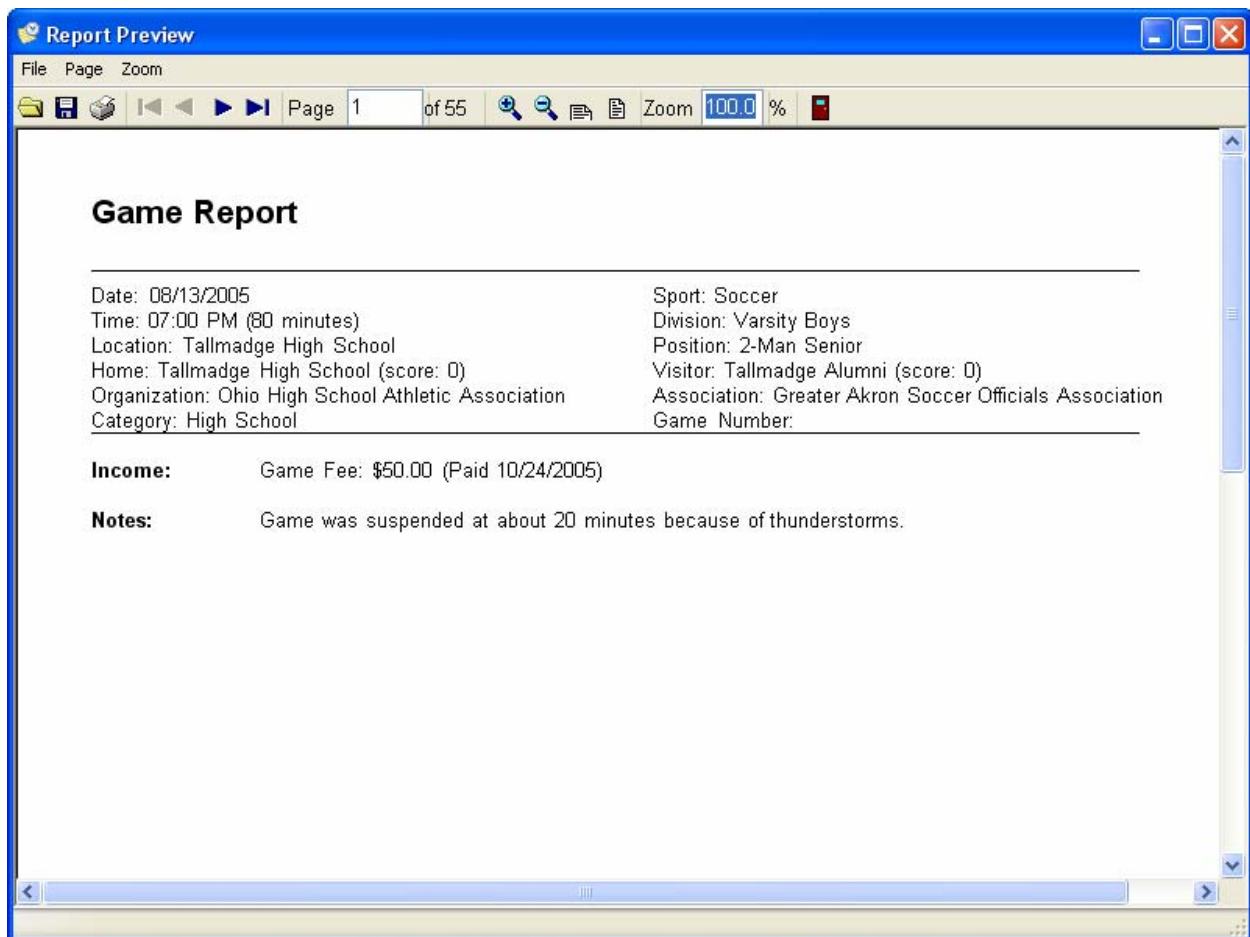 Report Preview
File Page Zoom
Page 1 of 55 Zoom 100.0 %
Game Report
Date: 08/13/2005 Sport: Soccer
Time: 07:00 PM (80 minutes) Division: Varsity Boys
Location: Tallmadge High School Position: 2-Man Senior
Home: Tallmadge High School (score: 0) Visitor: Tallmadge Alumni (score: 0)
Organization: Ohio High School Athletic Association Association: Greater Akron Soccer Officials Association
Category: High School Game Number:
Income: Game Fee: $50.00 (Paid 10/24/2005)
Notes: Game was suspended at about 20 minutes because of thunderstorms.